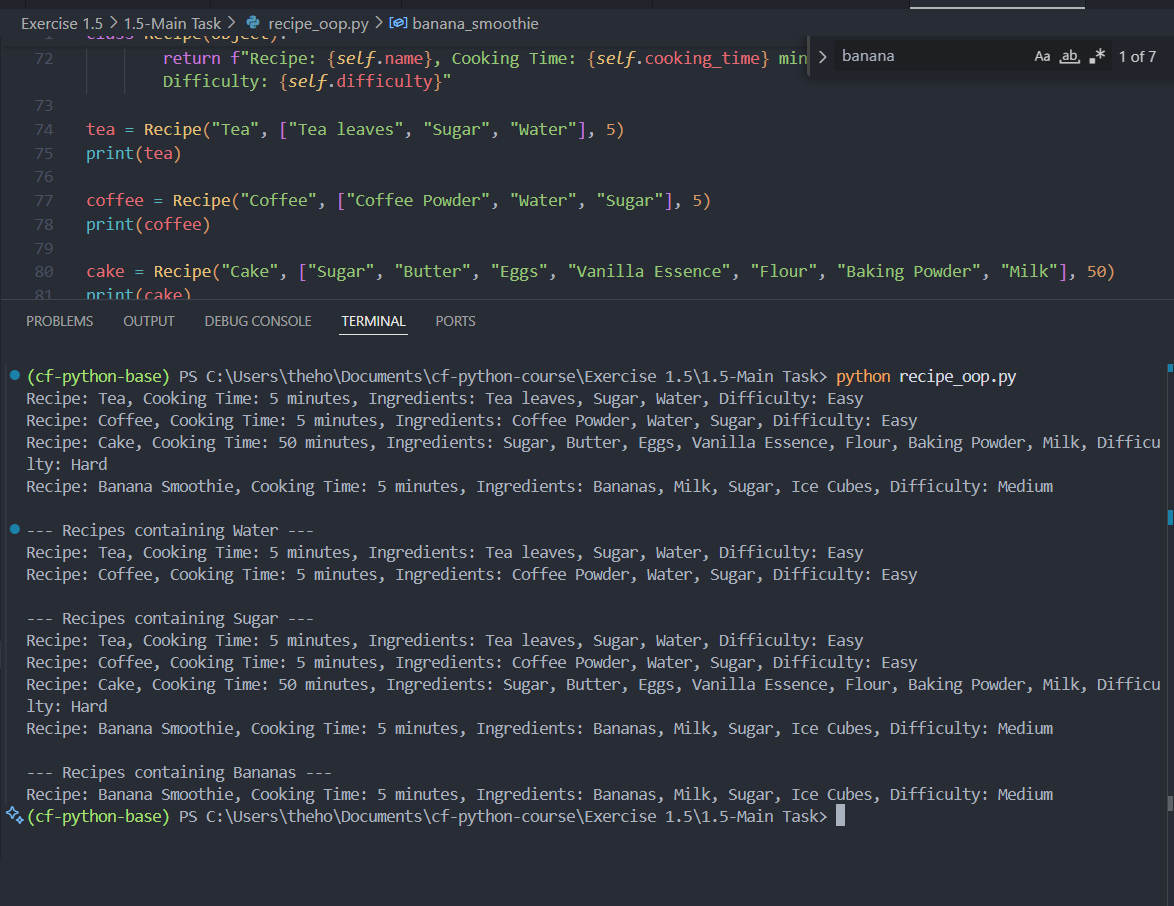 Exercise 1.5 > 1.5-Main Task > recipe_oop.py > banana_smoothie
1 class Recipe(object):
72 return f"Recipe: {self.name}, Cooking Time: {self.cooking_time} min
Difficulty: {self.difficulty}"
banana Aa ab .* 1 of 7
73
74 tea = Recipe("Tea", ["Tea leaves", "Sugar", "Water"], 5)
75 print(tea)
76
77 coffee = Recipe("Coffee", ["Coffee Powder", "Water", "Sugar"], 5)
78 print(coffee)
79
80 cake = Recipe("Cake", ["Sugar", "Butter", "Eggs", "Vanilla Essence", "Flour", "Baking Powder", "Milk"], 50)
81 print(cake)
PROBLEMS OUTPUT DEBUG CONSOLE TERMINAL PORTS
(cf-python-base) PS C:\Users\theho\Documents\cf-python-course\Exercise 1.5\1.5-Main Task> python recipe_oop.py
Recipe: Tea, Cooking Time: 5 minutes, Ingredients: Tea leaves, Sugar, Water, Difficulty: Easy
Recipe: Coffee, Cooking Time: 5 minutes, Ingredients: Coffee Powder, Water, Sugar, Difficulty: Easy
Recipe: Cake, Cooking Time: 50 minutes, Ingredients: Sugar, Butter, Eggs, Vanilla Essence, Flour, Baking Powder, Milk, Difficu
lty: Hard
Recipe: Banana Smoothie, Cooking Time: 5 minutes, Ingredients: Bananas, Milk, Sugar, Ice Cubes, Difficulty: Medium
--- Recipes containing Water ---
Recipe: Tea, Cooking Time: 5 minutes, Ingredients: Tea leaves, Sugar, Water, Difficulty: Easy
Recipe: Coffee, Cooking Time: 5 minutes, Ingredients: Coffee Powder, Water, Sugar, Difficulty: Easy
--- Recipes containing Sugar ---
Recipe: Tea, Cooking Time: 5 minutes, Ingredients: Tea leaves, Sugar, Water, Difficulty: Easy
Recipe: Coffee, Cooking Time: 5 minutes, Ingredients: Coffee Powder, Water, Sugar, Difficulty: Easy
Recipe: Cake, Cooking Time: 50 minutes, Ingredients: Sugar, Butter, Eggs, Vanilla Essence, Flour, Baking Powder, Milk, Difficu
lty: Hard
Recipe: Banana Smoothie, Cooking Time: 5 minutes, Ingredients: Bananas, Milk, Sugar, Ice Cubes, Difficulty: Medium
--- Recipes containing Bananas ---
Recipe: Banana Smoothie, Cooking Time: 5 minutes, Ingredients: Bananas, Milk, Sugar, Ice Cubes, Difficulty: Medium
(cf-python-base) PS C:\Users\theho\Documents\cf-python-course\Exercise 1.5\1.5-Main Task>